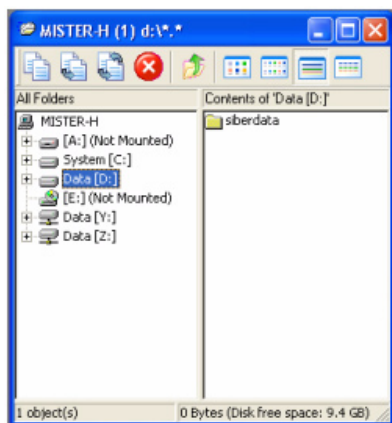 MISTER-H (1) d:\*.*
All Folders
Contents of 'Data [D:]'
MISTER-H
[A:] (Not Mounted)
System [C:]
Data [D:]
[E:] (Not Mounted)
Data [Y:]
Data [Z:]
siberdata
1 object(s)
0 Bytes (Disk free space: 9.4 GB)